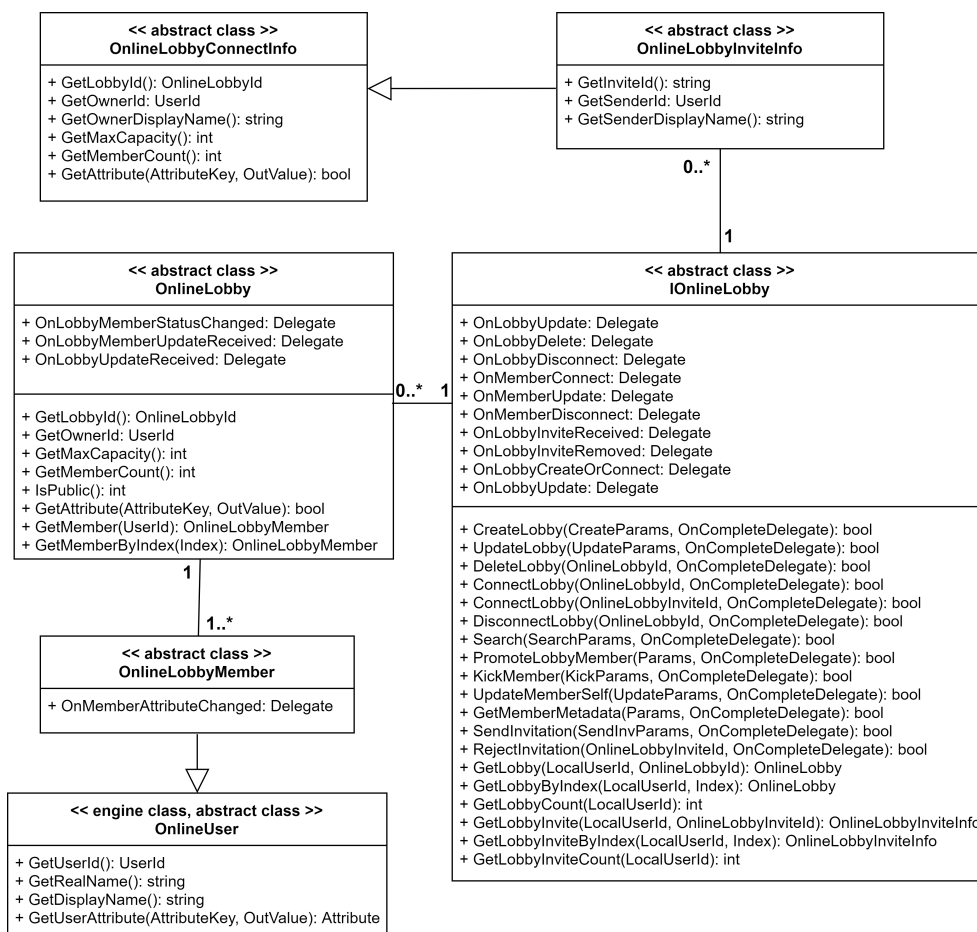 << abstract class >>
OnlineLobbyConnectInfo
+ GetLobbyId(): OnlineLobbyId
+ GetOwnerId: UserId
+ GetOwnerDisplayName(): string
+ GetMaxCapacity(): int
+ GetMemberCount(): int
+ GetAttribute(AttributeKey, OutValue): bool
<< abstract class >>
OnlineLobbyInviteInfo
+ GetInviteId(): string
+ GetSenderId: UserId
+ GetSenderDisplayName(): string
0..*
1
<< abstract class >>
OnlineLobby
+ OnLobbyMemberStatusChanged: Delegate
+ OnLobbyMemberUpdateReceived: Delegate
+ OnLobbyUpdateReceived: Delegate
+ GetLobbyId(): OnlineLobbyId
+ GetOwnerId: UserId
+ GetMaxCapacity(): int
+ GetMemberCount(): int
+ IsPublic(): int
+ GetAttribute(AttributeKey, OutValue): bool
+ GetMember(UserId): OnlineLobbyMember
+ GetMemberByIndex(Index): OnlineLobbyMember
0..* 1
<< abstract class >>
IOnlineLobby
+ OnLobbyUpdate: Delegate
+ OnLobbyDelete: Delegate
+ OnLobbyDisconnect: Delegate
+ OnMemberConnect: Delegate
+ OnMemberUpdate: Delegate
+ OnMemberDisconnect: Delegate
+ OnLobbyInviteReceived: Delegate
+ OnLobbyInviteRemoved: Delegate
+ OnLobbyCreateOrConnect: Delegate
+ OnLobbyUpdate: Delegate
+ CreateLobby(CreateParams, OnCompleteDelegate): bool
+ UpdateLobby(UpdateParams, OnCompleteDelegate): bool
+ DeleteLobby(OnlineLobbyId, OnCompleteDelegate): bool
+ ConnectLobby(OnlineLobbyId, OnCompleteDelegate): bool
+ ConnectLobby(OnlineLobbyInviteId, OnCompleteDelegate): bool
+ DisconnectLobby(OnlineLobbyId, OnCompleteDelegate): bool
+ Search(SearchParams, OnCompleteDelegate): bool
+ PromoteLobbyMember(Params, OnCompleteDelegate): bool
+ KickMember(KickParams, OnCompleteDelegate): bool
+ UpdateMemberSelf(UpdateParams, OnCompleteDelegate): bool
+ GetMemberMetadata(Params, OnCompleteDelegate): bool
+ SendInvitation(SendInvParams, OnCompleteDelegate): bool
+ RejectInvitation(OnlineLobbyInviteId, OnCompleteDelegate): bool
+ GetLobby(LocalUserId, OnlineLobbyId): OnlineLobby
+ GetLobbyByIndex(LocalUserId, Index): OnlineLobby
+ GetLobbyCount(LocalUserId): int
+ GetLobbyInvite(LocalUserId, OnlineLobbyInviteId): OnlineLobbyInviteInfo
+ GetLobbyInviteByIndex(LocalUserId, Index): OnlineLobbyInviteInfo
+ GetLobbyInviteCount(LocalUserId): int
1
1..*
<< abstract class >>
OnlineLobbyMember
+ OnMemberAttributeChanged: Delegate
<< engine class, abstract class >>
OnlineUser
+ GetUserId(): UserId
+ GetRealName(): string
+ GetDisplayName(): string
+ GetUserAttribute(AttributeKey, OutValue): Attribute